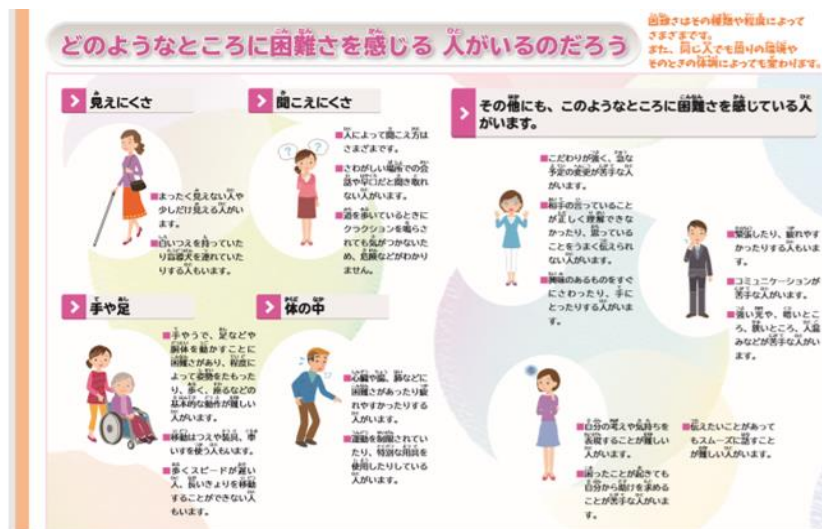 どのようなところに困難さを感じる 人がいるのだろう
困難さはその種類や程度によって
さまざまです。
また、同じ人でも周りの環境や
そのときの体調によっても変わります。
見えにくさ
■まったく見えない人や
少しだけ見える人がい
ます。
■白いつえを持っていた
り盲導犬を連れていた
りする人もいます。
聞こえにくさ
■人によって聞こえ方は
さまざまです。
■さわがしい場所での会
話や早口だと聞き取れ
ない人がいます。
■道を歩いているときに
クラクションを鳴らさ
れても気がつかないた
め、危険などがわかり
ません。
手や足
■手やうで、足などや
胴体を動かすことに
困難さがあり、程度に
よって姿勢をたもった
り、歩く、座るなどの
基本的な動作が難しい
人がいます。
■移動はつえや装具、車
いすを使う人もいます。
■歩くスピードが遅い
人、長いきょりを移動
することができない人
もいます。
体の中
■心臓や脳、肺などに
困難さがあったり疲
れやすかったりする
人がいます。
■運動を制限されてい
たり、特別な用具を
使用したりしている
人がいます。
その他にも、このようなところに困難さを感じている人
がいます。
■こだわりが強く、急な
予定の変更が苦手な人
がいます。
■相手の言っていること
が正しく理解できな
かったり、思っている
ことをうまく伝えられ
ない人がいます。
■興味のあるものをすぐ
にさわったり、手に
とったりする人がいます。
■緊張したり、疲れやす
かったりする人もいま
す。
■コミュニケーションが
苦手な人がいます。
■強い光や、暗いとこ
ろ、狭いところ、人混
みなどが苦手な人がい
ます。
■自分の考えや気持ちを
表現することが難しい
人がいます。
■困ったことが起きても
自分から助けを求める
ことが苦手な人がいま
す。
■伝えたいことがあって
もスムーズに話すこと
が難しい人がいます。